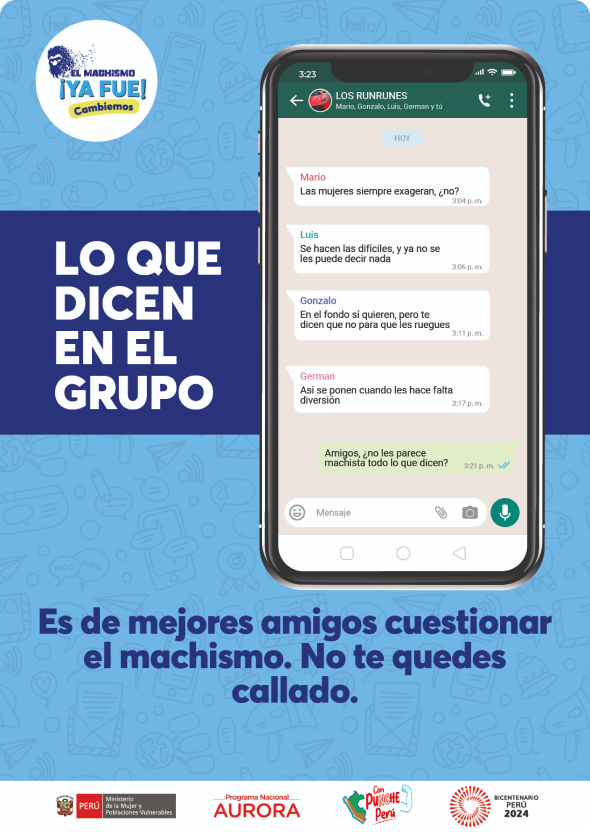 EL MACHISMO
¡YA FUE!
Cambiemos
3:23
LOS RUNRUNES
Mario, Gonzalo, Luis, German y tú
HOY
Mario
Las mujeres siempre exageran, ¿no?
3:04 p. m.
Luis
Se hacen las difíciles, y ya no se
les puede decir nada
3:06 p. m.
Gonzalo
En el fondo sí quieren, pero te
dicen que no para que les ruegues
3:11 p. m.
German
Así se ponen cuando les hace falta
diversión
3:17 p. m.
Amigos, ¿no les parece
machista todo lo que dicen?
3:21 p. m.
Mensaje
LO QUE
DICEN
EN EL
GRUPO
Es de mejores amigos cuestionar
el machismo. No te quedes
callado.
PERÚ
Ministerio
de la Mujer y
Poblaciones Vulnerables
Programa Nacional
AURORA
Con
PUNCHE
Perú
BICENTENARIO
PERÚ
2024